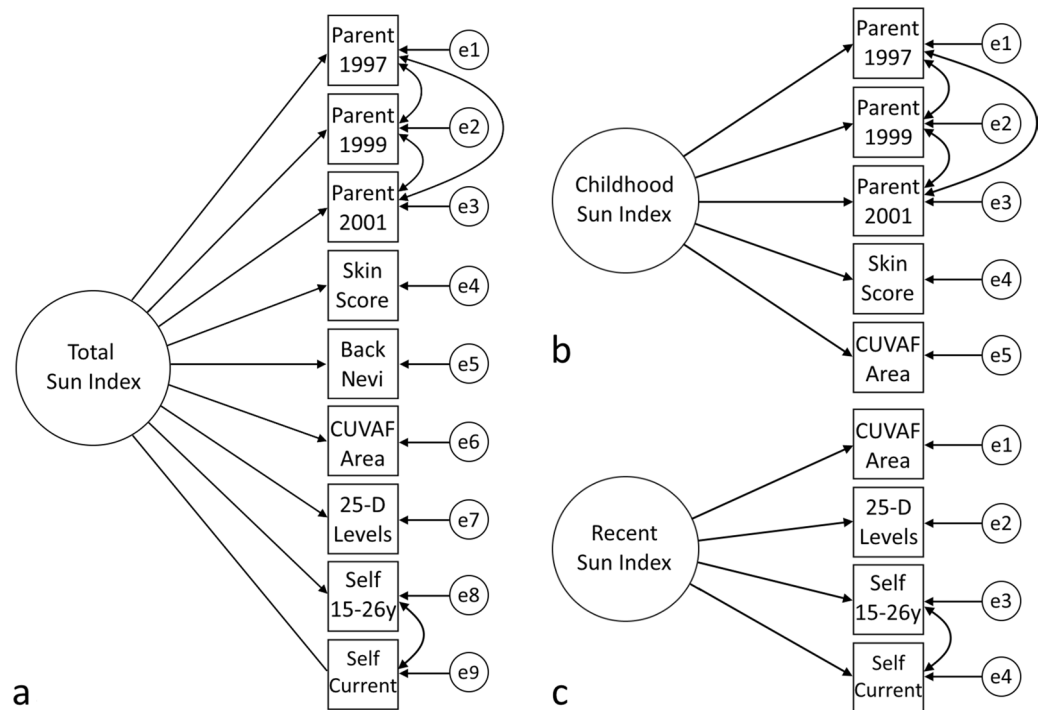 Total
Sun Index
Parent
1997
e1
Parent
1999
e2
Parent
2001
e3
Skin
Score
e4
Back
Nevi
e5
CUVAF
Area
e6
25-D
Levels
e7
Self
15-26y
e8
Self
Current
e9
a
Childhood
Sun Index
Parent
1997
e1
Parent
1999
e2
Parent
2001
e3
Skin
Score
e4
CUVAF
Area
e5
b
Recent
Sun Index
CUVAF
Area
e1
25-D
Levels
e2
Self
15-26y
e3
Self
Current
e4
c